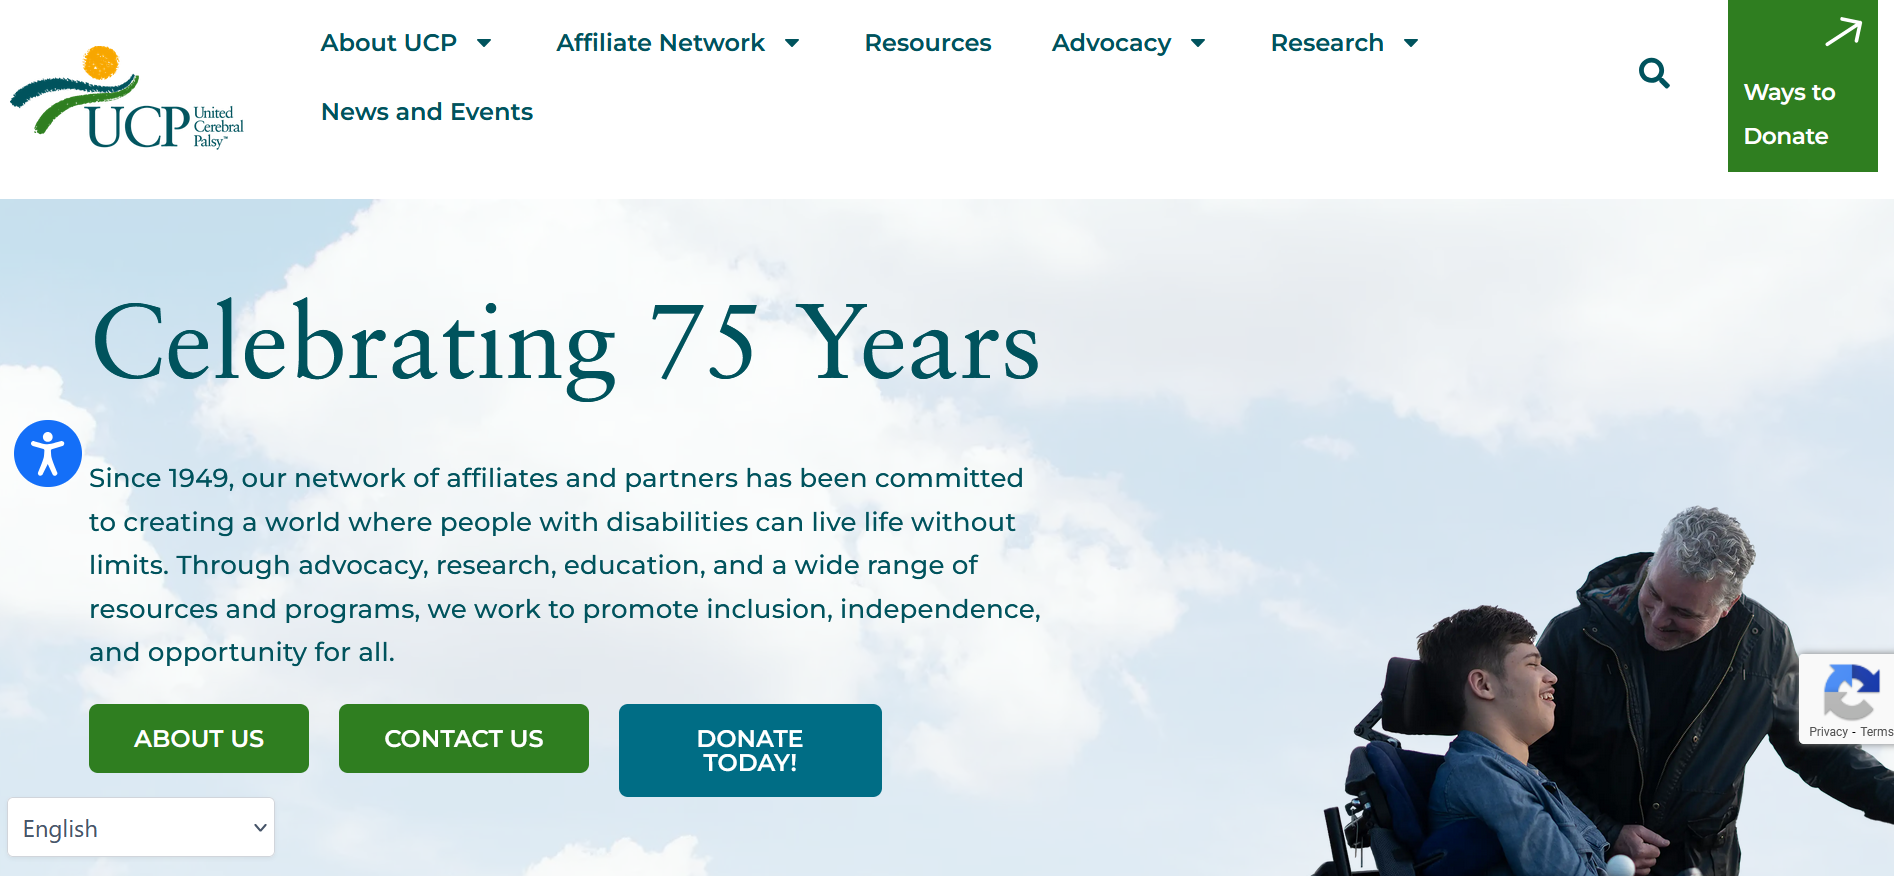 UCP
United
Cerebral
Palsy™
About UCP
Affiliate Network
Resources
Advocacy
Research
News and Events
Ways to
Donate
Celebrating 75 Years
Since 1949, our network of affiliates and partners has been committed
to creating a world where people with disabilities can live life without
limits. Through advocacy, research, education, and a wide range of
resources and programs, we work to promote inclusion, independence,
and opportunity for all.
ABOUT US
CONTACT US
DONATE
TODAY!
Privacy - Terms
English